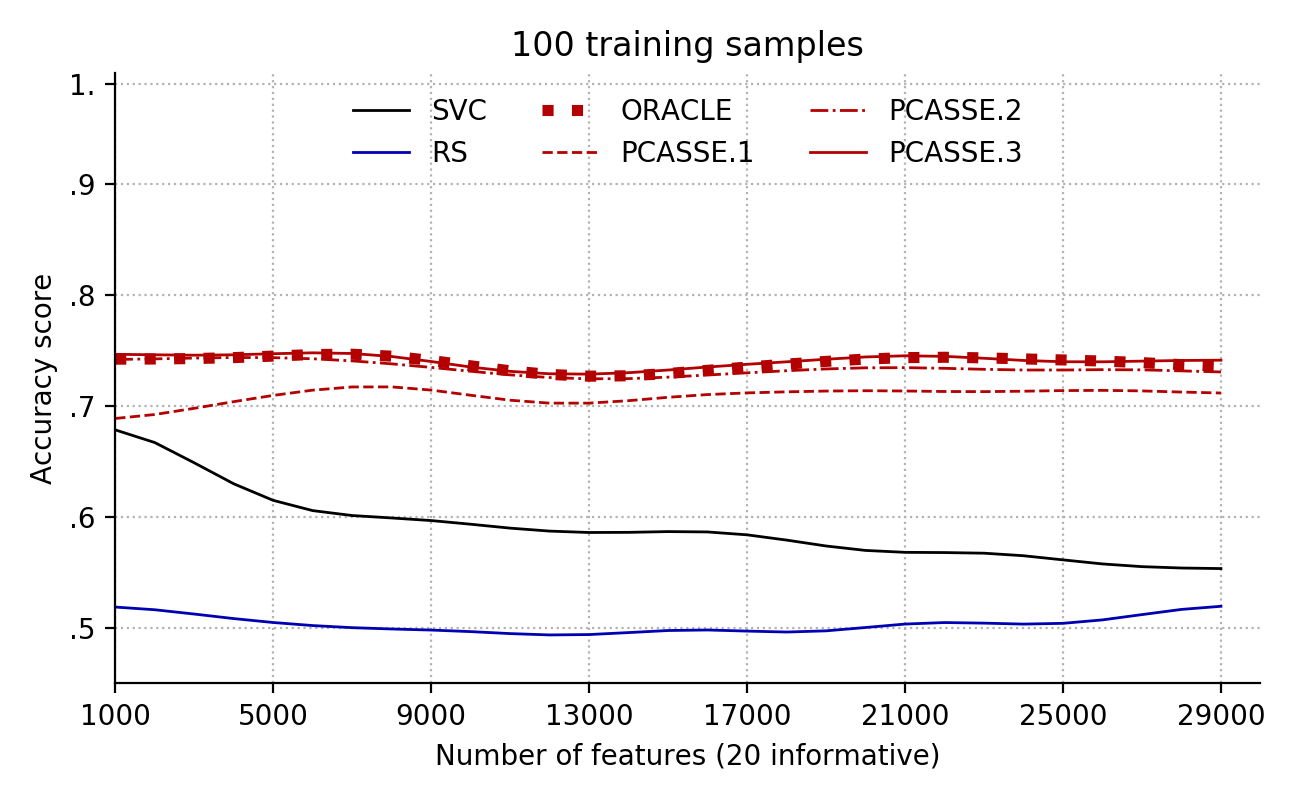 100 training samples
SVC ORACLE PCASSE.2
RS PCASSE.1 PCASSE.3
1.
.9
.8
.7
.6
.5
Accuracy score
1000 5000 9000 13000 17000 21000 25000 29000
Number of features (20 informative)